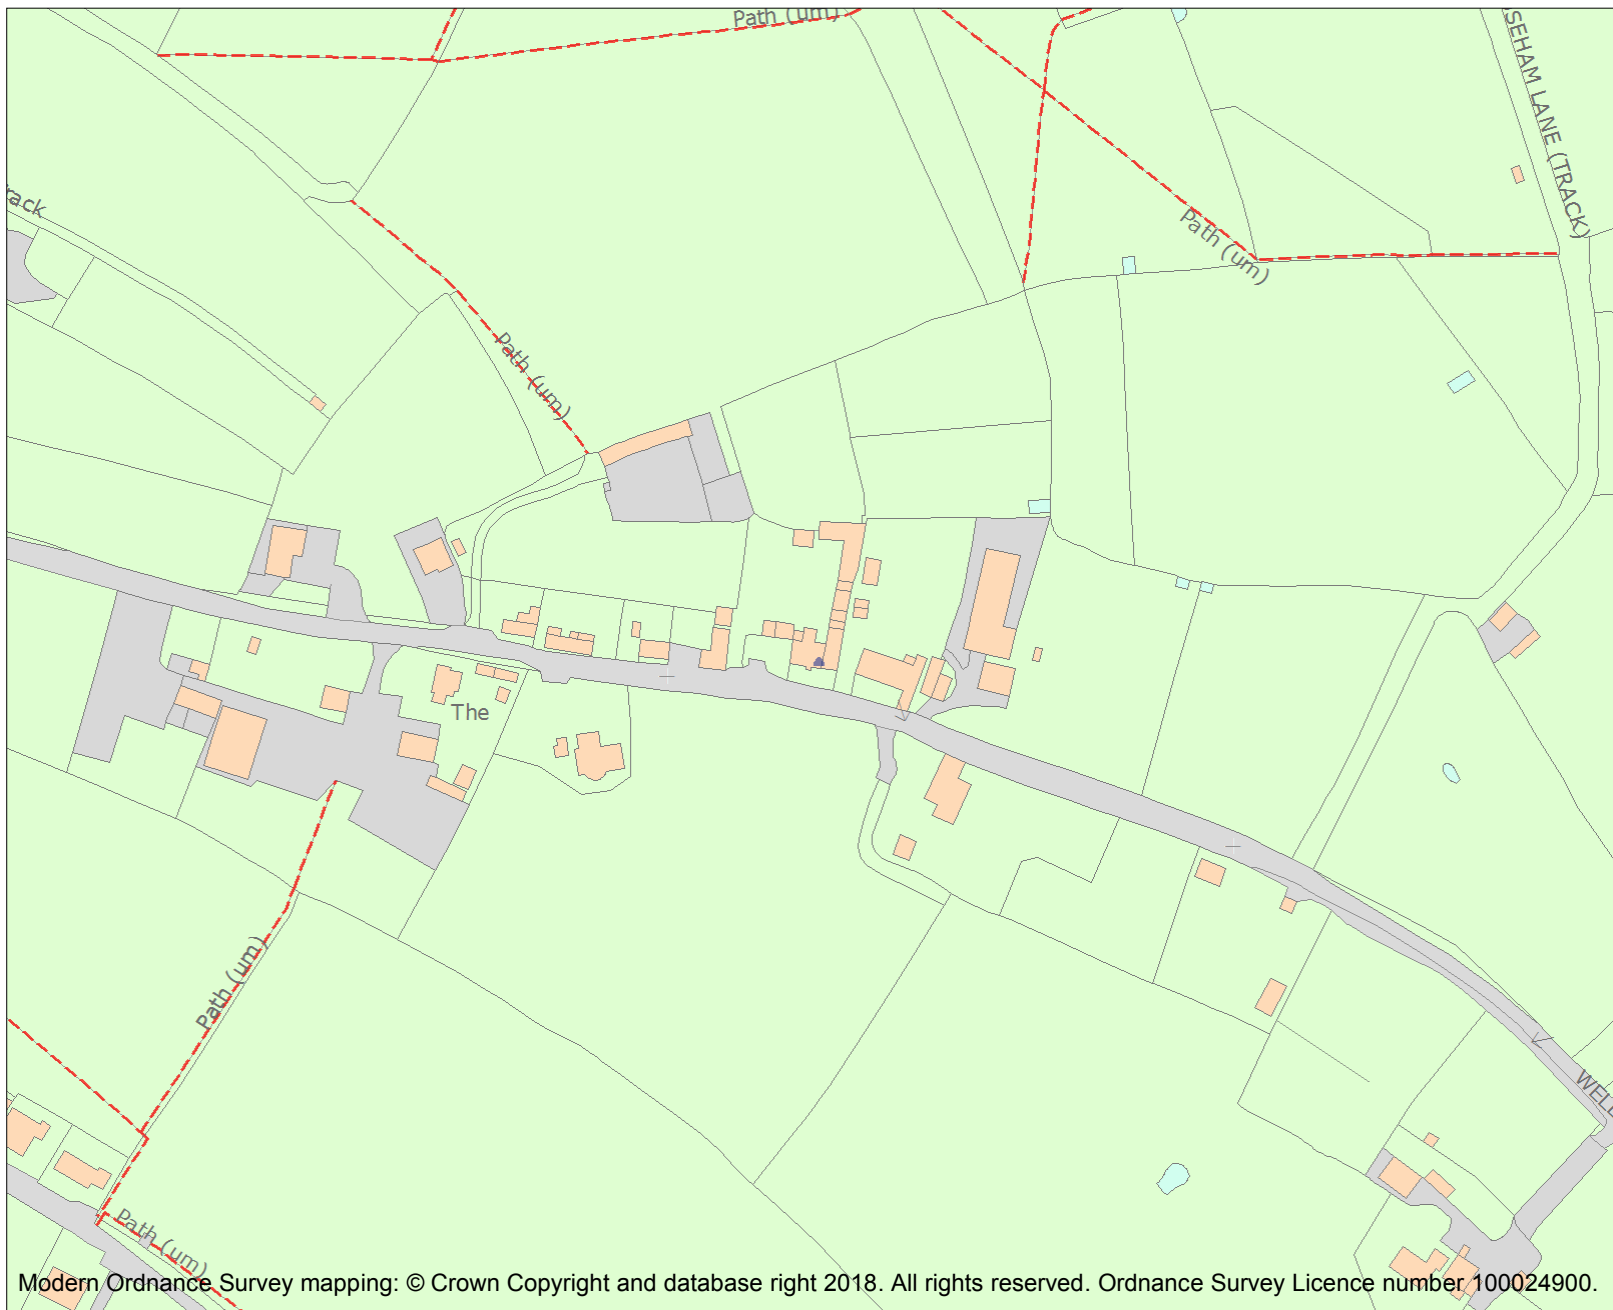 Path (um)
SEHAM LANE (TRACK)
rack
Path (um)
Path (um)
The
Path (um)
WELL
Path (um)
Modern Ordnance Survey mapping: © Crown Copyright and database right 2018. All rights reserved. Ordnance Survey Licence number 100024900.